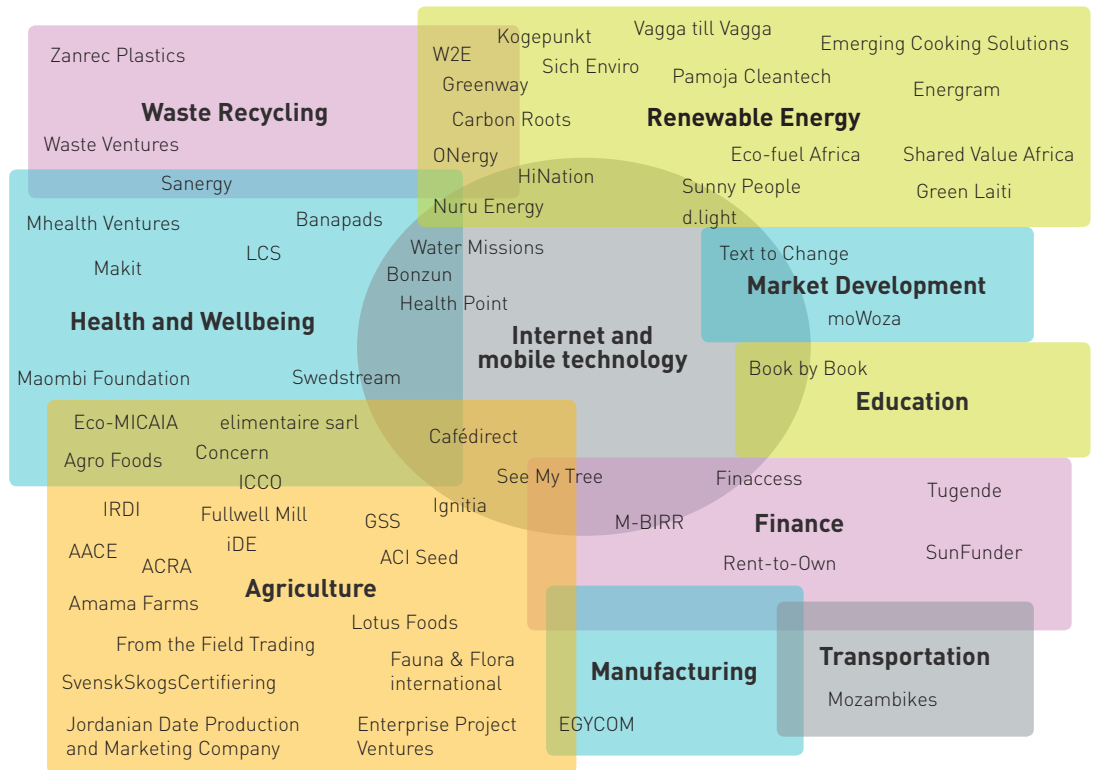 Zanrec Plastics
Waste Recycling
Waste Ventures
Sanergy
W2E
Greenway
Carbon Roots
ONergy
HiNation
Nuru Energy
Kogepunkt
Sich Enviro
Vagga till Vagga
Pamoja Cleantech
Emerging Cooking Solutions
Energram
Renewable Energy
Eco-fuel Africa
Shared Value Africa
Sunny People
Green Laiti
d.light
Mhealth Ventures
Banapads
LCS
Makit
Health and Wellbeing
Maombi Foundation
Swedstream
Water Missions
Bonzun
Health Point
Internet and
mobile technology
Text to Change
Market Development
moWoza
Book by Book
Education
Eco-MICAIA
elimentaire sarl
Agro Foods
Concern
ICCO
Cafédirect
See My Tree
Ignitia
IRDI
Fullwell Mill
GSS
AACE
iDE
ACRA
ACI Seed
Agriculture
Amama Farms
Lotus Foods
From the Field Trading
Fauna & Flora
international
SvenskSkogsCertifiering
Jordanian Date Production
and Marketing Company
Enterprise Project
Ventures
Finaccess
Tugende
M-BIRR
Finance
Rent-to-Own
SunFunder
Manufacturing
EGYCOM
Transportation
Mozambikes